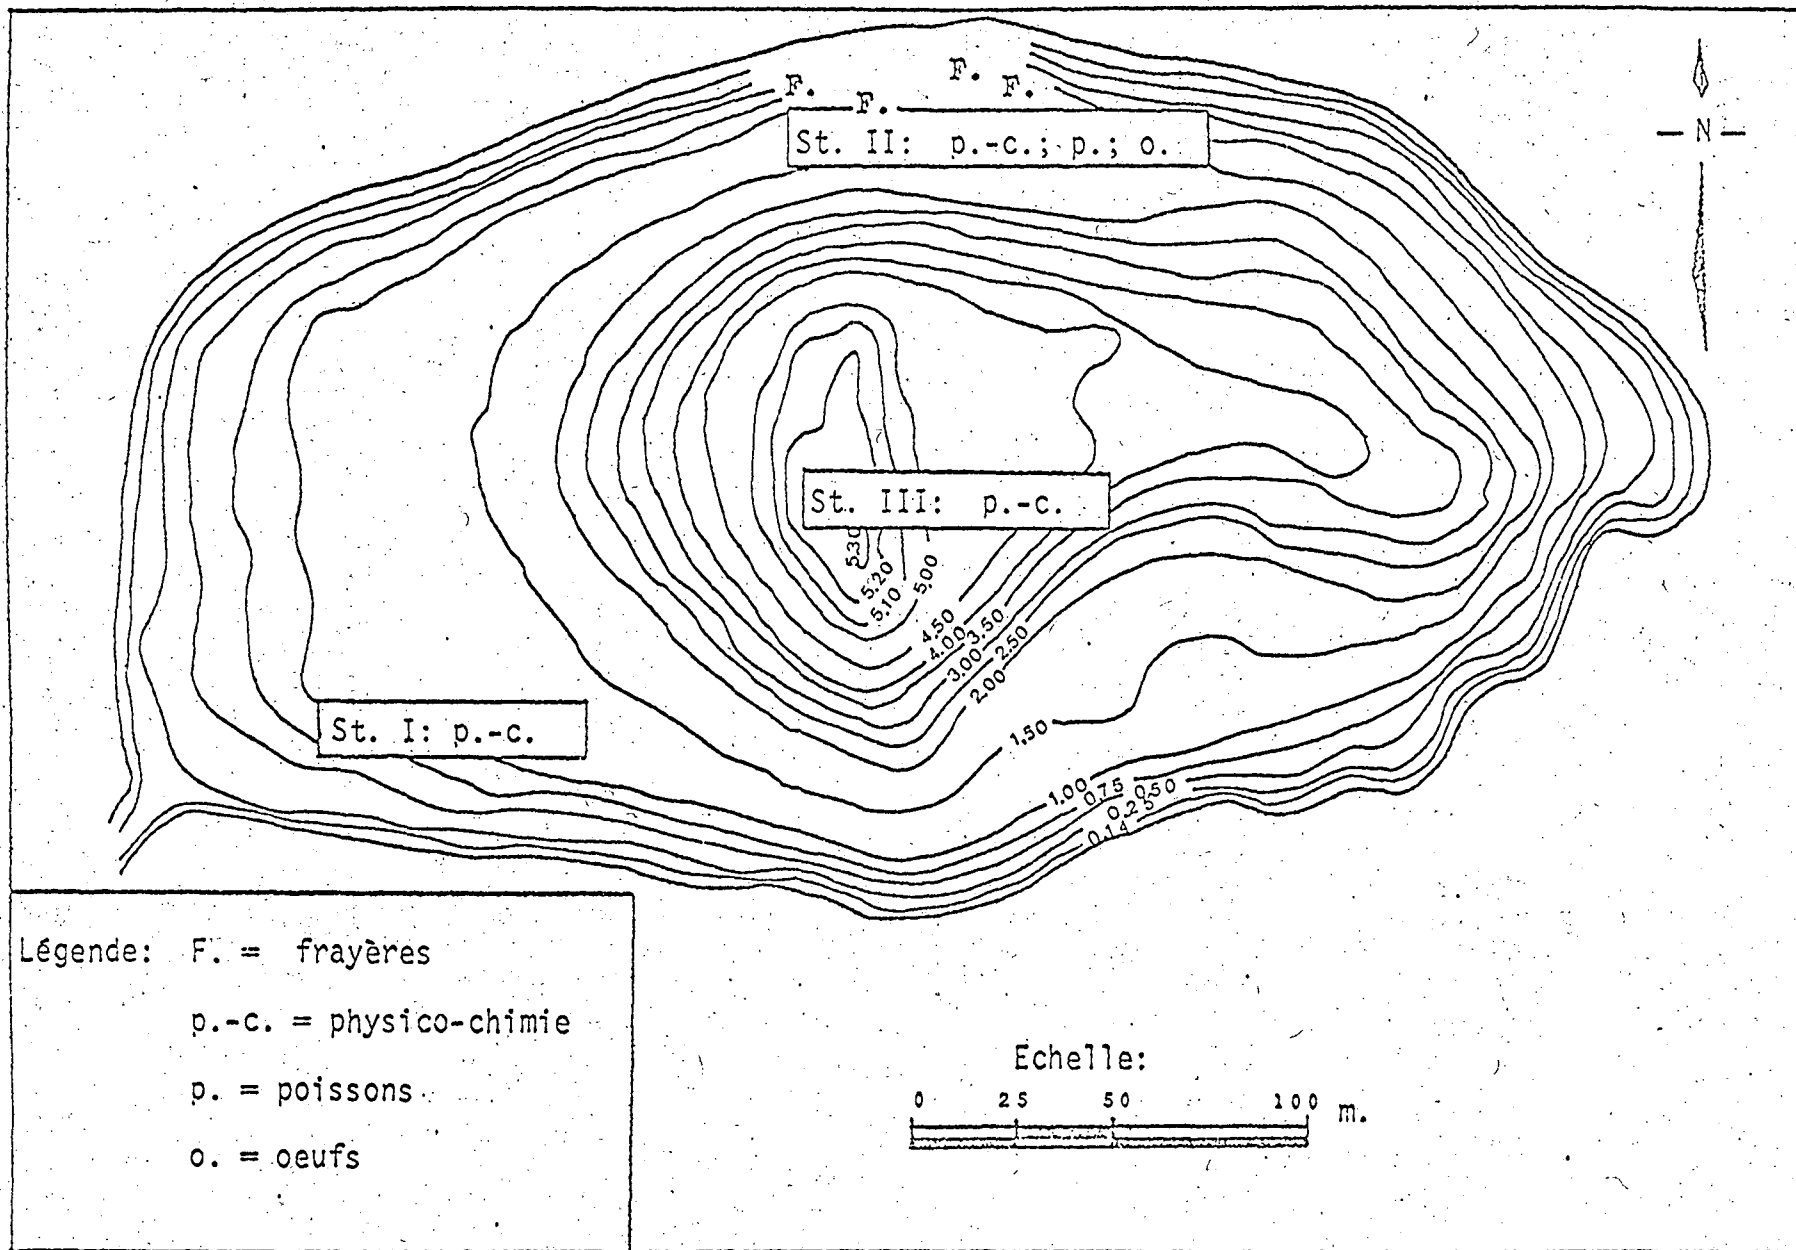 F.
F.
F.
F.
St. II: p.-c.; p.; o.
— N —
St. III: p.-c.
5.30
5.20
5.10
5.00
4.50
4.00
3.50
3.00
2.50
2.00
St. I: p.-c.
1.50
1.00
0.75
0.50
0.25
0.14
Légende: F. = frayères
p.-c. = physico-chimie
p. = poissons
o. = oeufs
Echelle:
0 25 50 100 m.